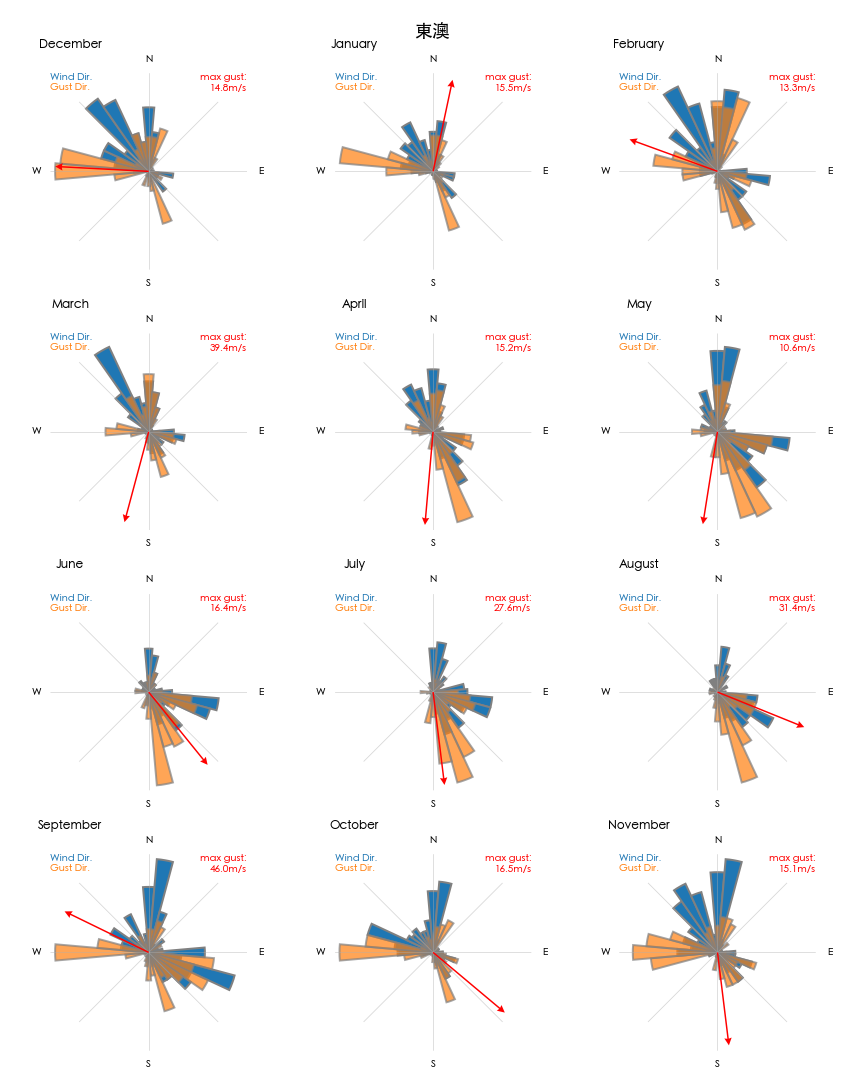 東澳
December
January
February
N
N
N
Wind Dir.
Gust Dir.
max gust:
14.8m/s
Wind Dir.
Gust Dir.
max gust:
15.5m/s
Wind Dir.
Gust Dir.
max gust:
13.3m/s
W
E
W
E
W
E
S
S
S
March
April
May
N
N
N
Wind Dir.
Gust Dir.
max gust:
39.4m/s
Wind Dir.
Gust Dir.
max gust:
15.2m/s
Wind Dir.
Gust Dir.
max gust:
10.6m/s
W
E
W
E
W
E
S
S
S
June
July
August
N
N
N
Wind Dir.
Gust Dir.
max gust:
16.4m/s
Wind Dir.
Gust Dir.
max gust:
27.6m/s
Wind Dir.
Gust Dir.
max gust:
31.4m/s
W
E
W
E
W
E
S
S
S
September
October
November
N
N
N
Wind Dir.
Gust Dir.
max gust:
46.0m/s
Wind Dir.
Gust Dir.
max gust:
16.5m/s
Wind Dir.
Gust Dir.
max gust:
15.1m/s
W
E
W
E
W
E
S
S
S